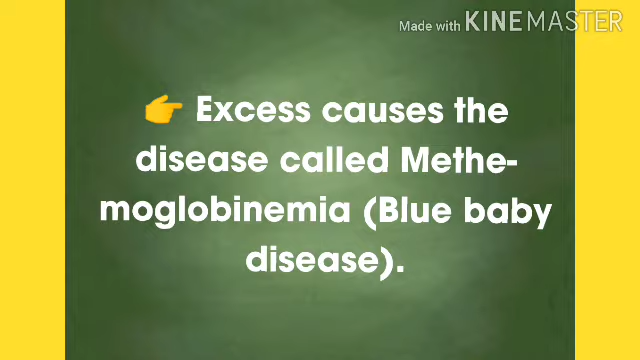 Made with KINEMASTER
👉 Excess causes the
disease called Methe-
moglobinemia (Blue baby
disease).